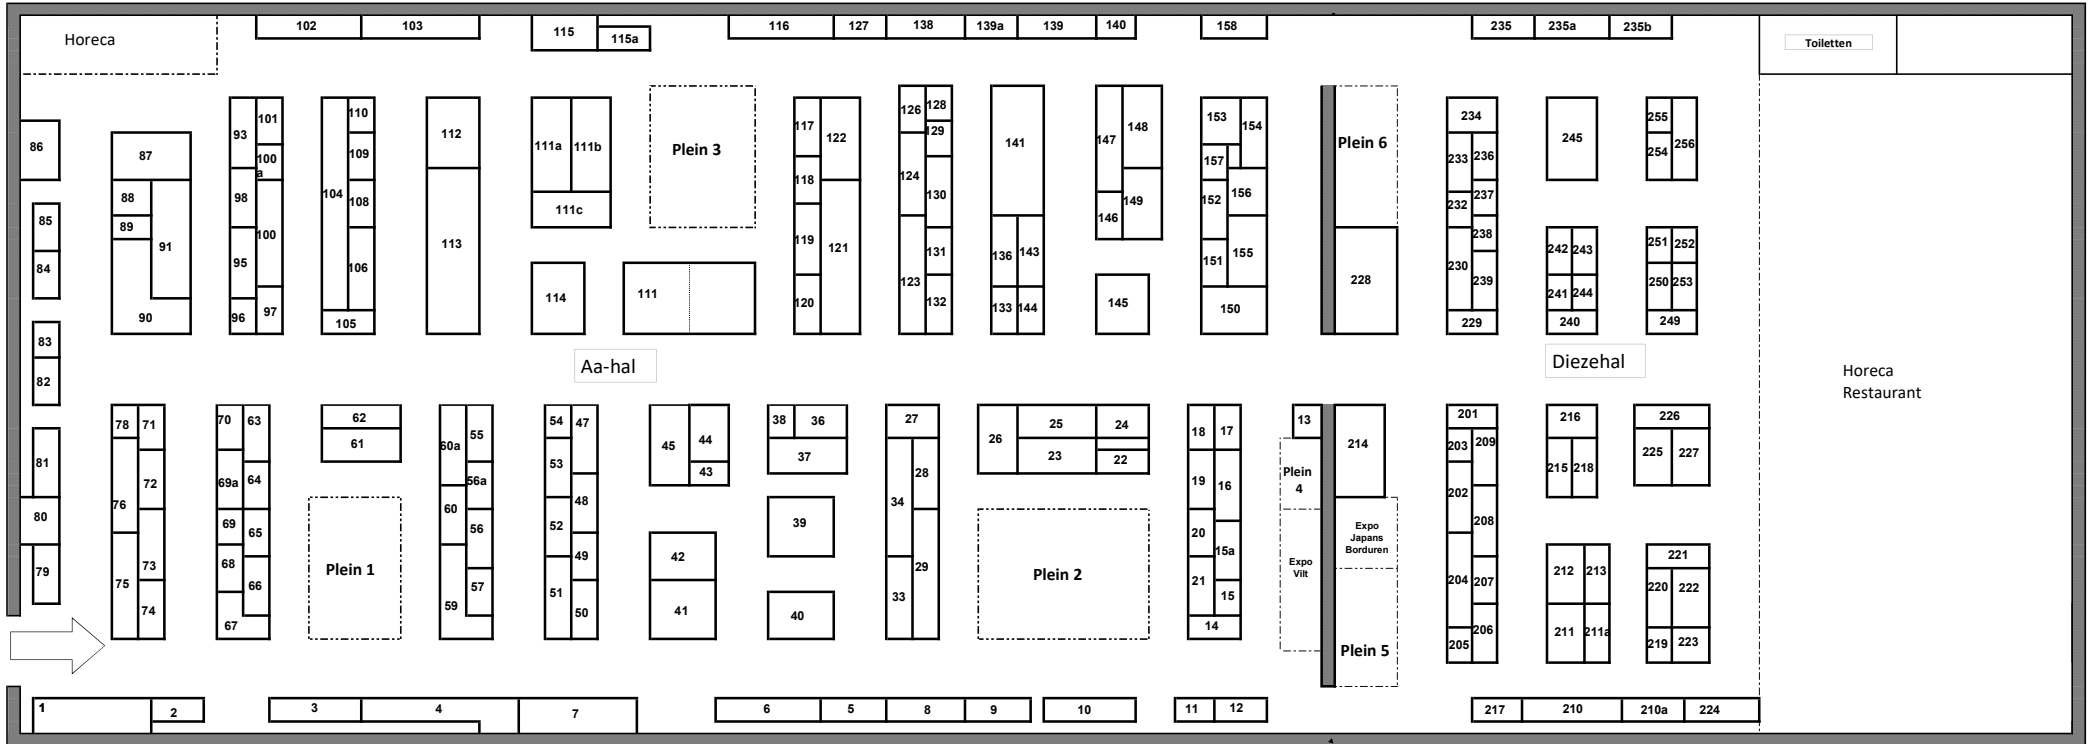 102 103 115 115a 116 127 138 139a 139 140 158 235 235a 235b
Horeca
Toiletten
86 87 88 89 91 90
93 101 100a 98 100 95 96 97
110 109 104 108 106 105
112 113
111a 111b 111c
114 111
Plein 3
117 122 118 119 121 120
126 128 129 124 130 131 123 132
141 136 143 133 144
147 148 146 149 145
153 154 157 152 156 151 155 150
Plein 6
228
234 233 236 237 232 238 230 239 229
245 242 243 241 244 240
255 254 256 251 252 250 253 249
85
84
83
82
81
80
79
Aa-hal
Diezehal
Horeca
Restaurant
78 71 72 76 73 75 74
70 63 69a 64 69 65 68 66 67
62
61
Plein 1
55 60a 56a 60 56 57 59
54 47 53 48 52 49 51 50
45 44 43 42 41
38 36 37 39 40
27 28 34 29 33
26 25 24 23 22
Plein 2
18 17 19 16 20 15a 21 15 14
13
Plein
4
Expo
Vilt
214
Expo
Japans
Borduren
Plein 5
201 203 209 202 208 204 207 206 205
216 215 218 212 213 211 211a
226 225 227 221 220 222 219 223
1 2 3 4 7 6 5 8 9 10 11 12 217 210 210a 224